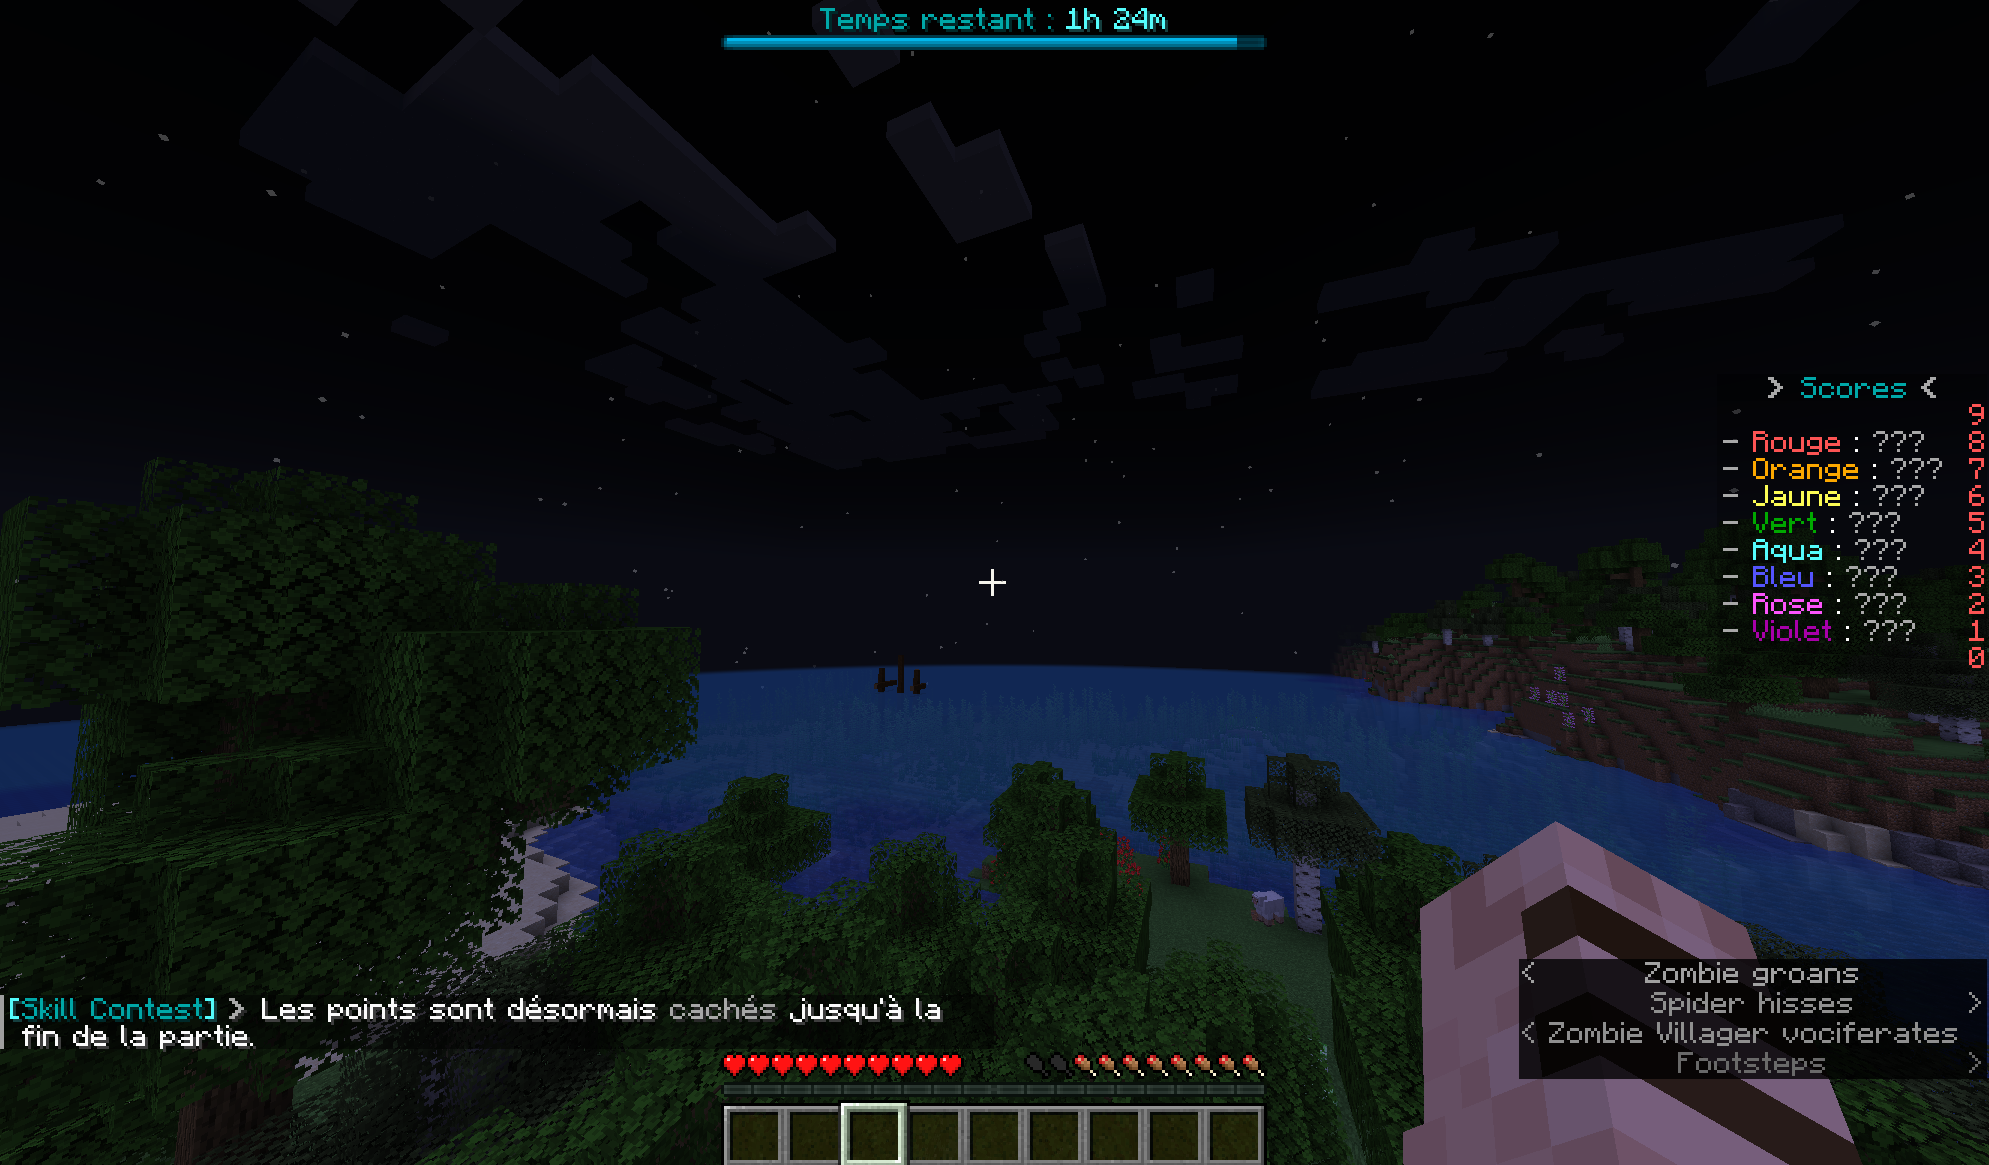 Temps restant : 1h 24m
> Scores <
9
- Rouge : ??? 8
- Orange : ??? 7
- Jaune : ??? 6
- Vert : ??? 5
- Aqua : ??? 4
- Bleu : ??? 3
- Rose : ??? 2
- Violet : ??? 1
0
< Zombie groans
Spider hisses >
< Zombie Villager vociferates
Footsteps >
[Skill Contest] > Les points sont désormais cachés jusqu'à la
fin de la partie.